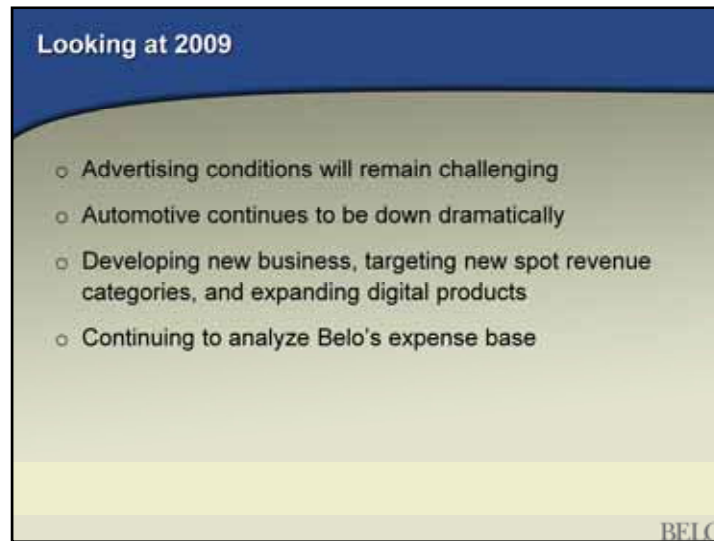 Looking at 2009
o Advertising conditions will remain challenging
o Automotive continues to be down dramatically
o Developing new business, targeting new spot revenue
categories, and expanding digital products
o Continuing to analyze Belo's expense base
BELO